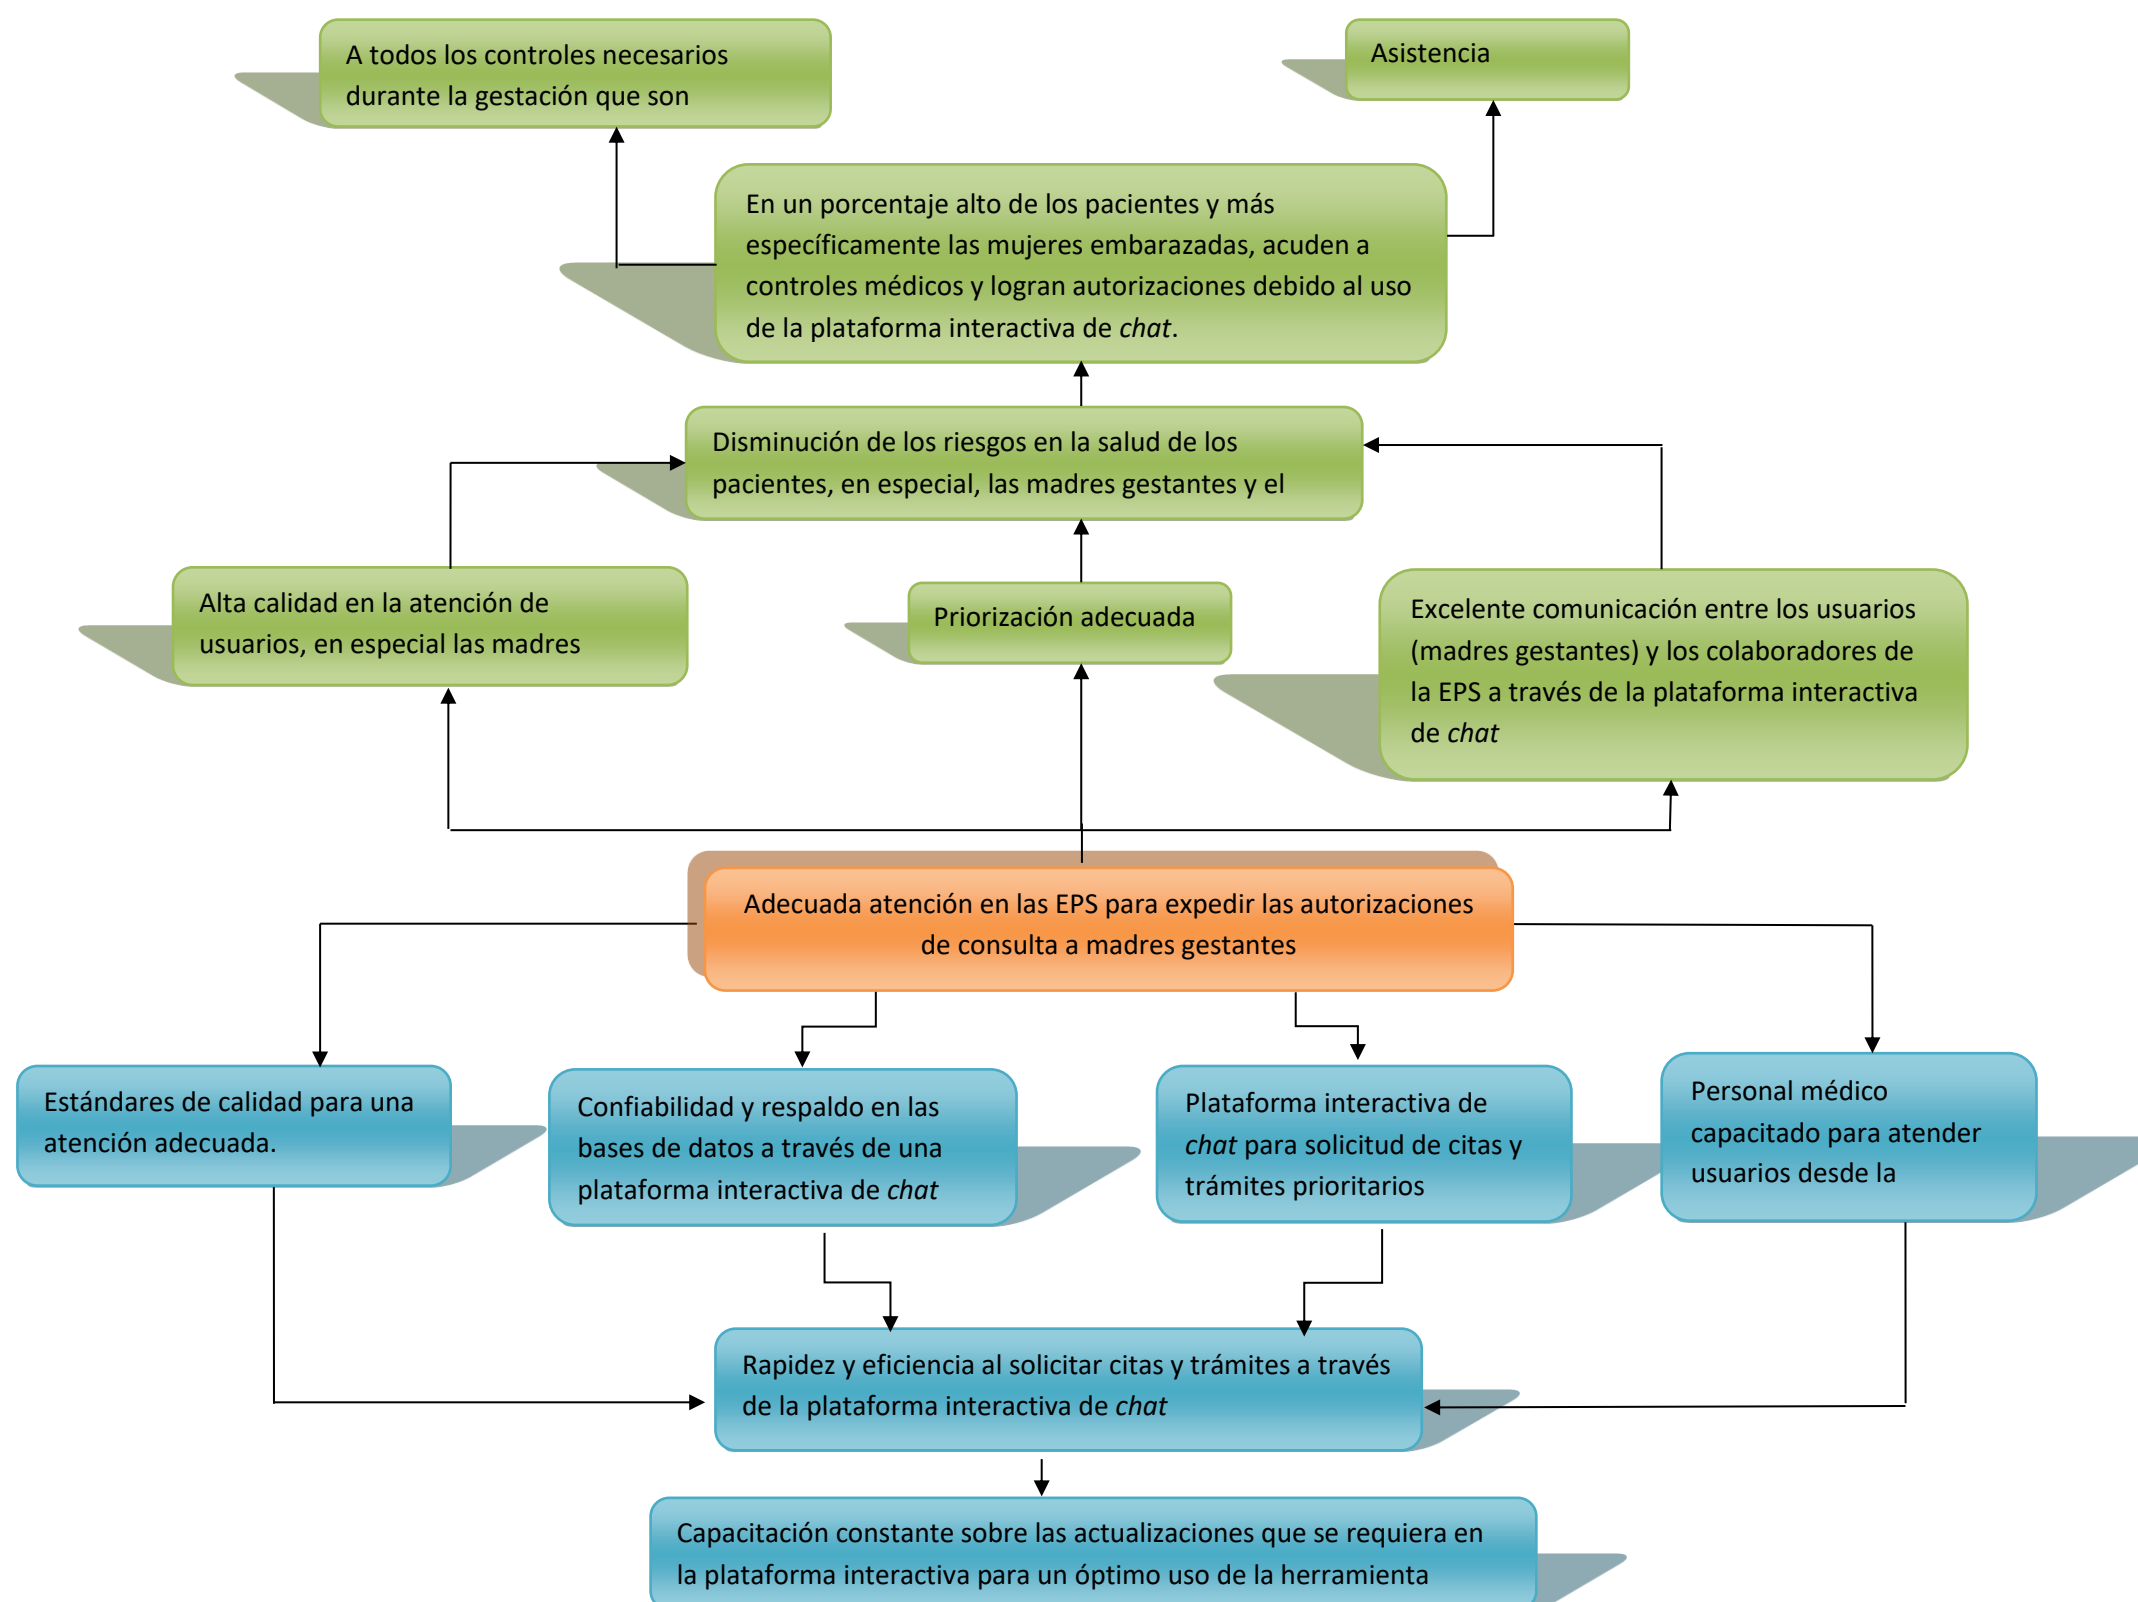 A todos los controles necesarios
durante la gestación que son
Asistencia
En un porcentaje alto de los pacientes y más
específicamente las mujeres embarazadas, acuden a
controles médicos y logran autorizaciones debido al uso
de la plataforma interactiva de chat.
Disminución de los riesgos en la salud de los
pacientes, en especial, las madres gestantes y el
Alta calidad en la atención de
usuarios, en especial las madres
Priorización adecuada
Excelente comunicación entre los usuarios
(madres gestantes) y los colaboradores de
la EPS a través de la plataforma interactiva
de chat
Adecuada atención en las EPS para expedir las autorizaciones
de consulta a madres gestantes
Estándares de calidad para una
atención adecuada.
Confiabilidad y respaldo en las
bases de datos a través de una
plataforma interactiva de chat
Plataforma interactiva de
chat para solicitud de citas y
trámites prioritarios
Personal médico
capacitado para atender
usuarios desde la
Rapidez y eficiencia al solicitar citas y trámites a través
de la plataforma interactiva de chat
Capacitación constante sobre las actualizaciones que se requiera en
la plataforma interactiva para un óptimo uso de la herramienta